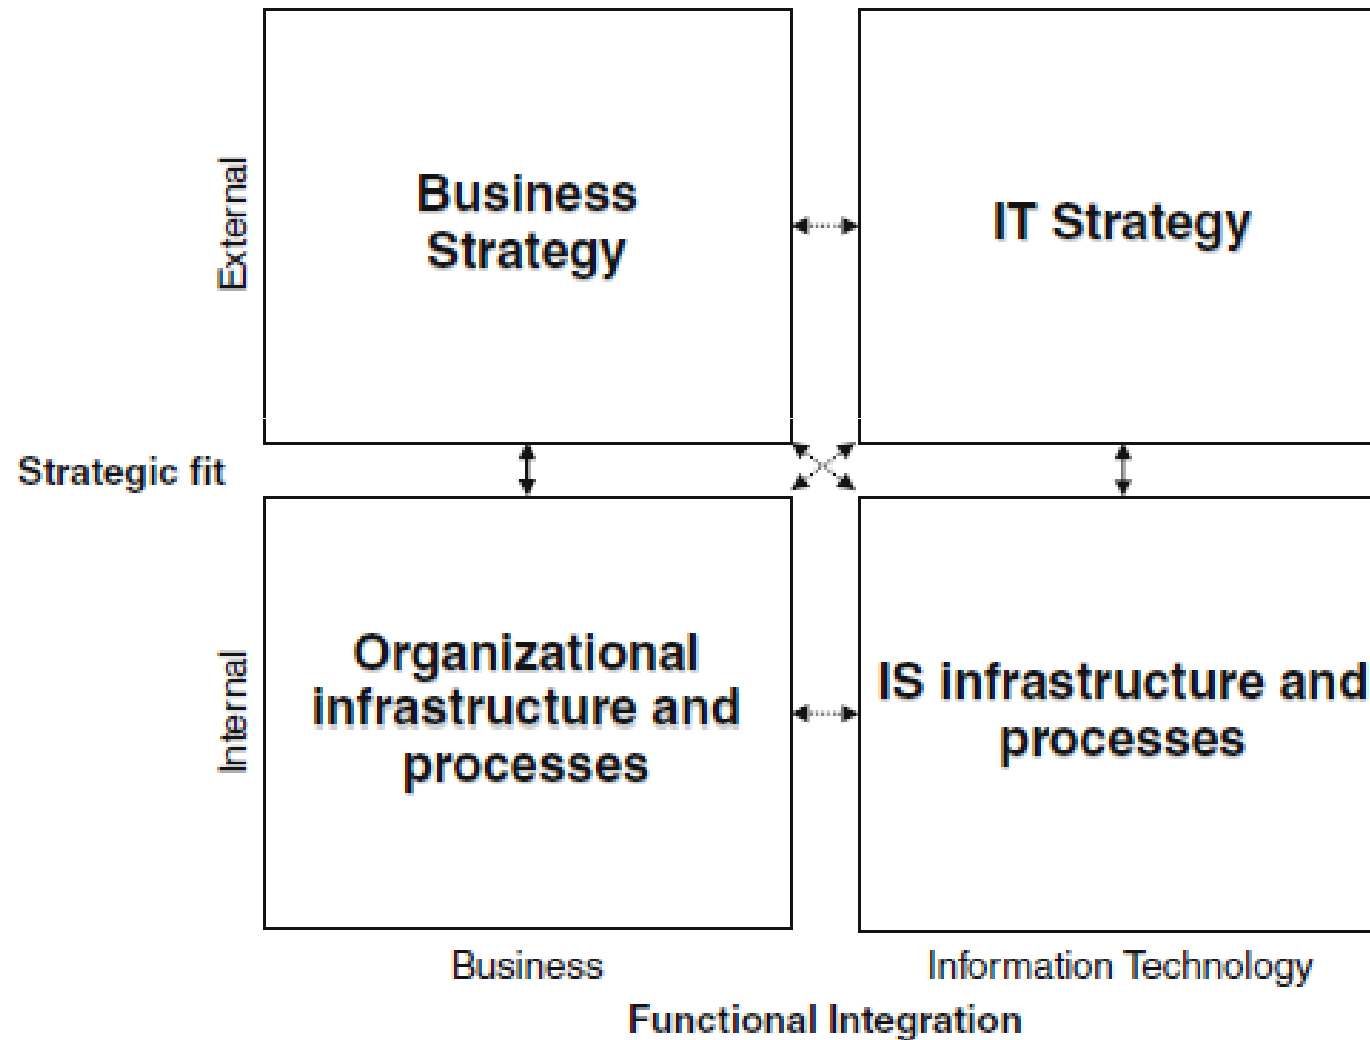 External
Business
Strategy
IT Strategy
Strategic fit
Internal
Organizational
infrastructure and
processes
IS infrastructure and
processes
Business
Information Technology
Functional Integration